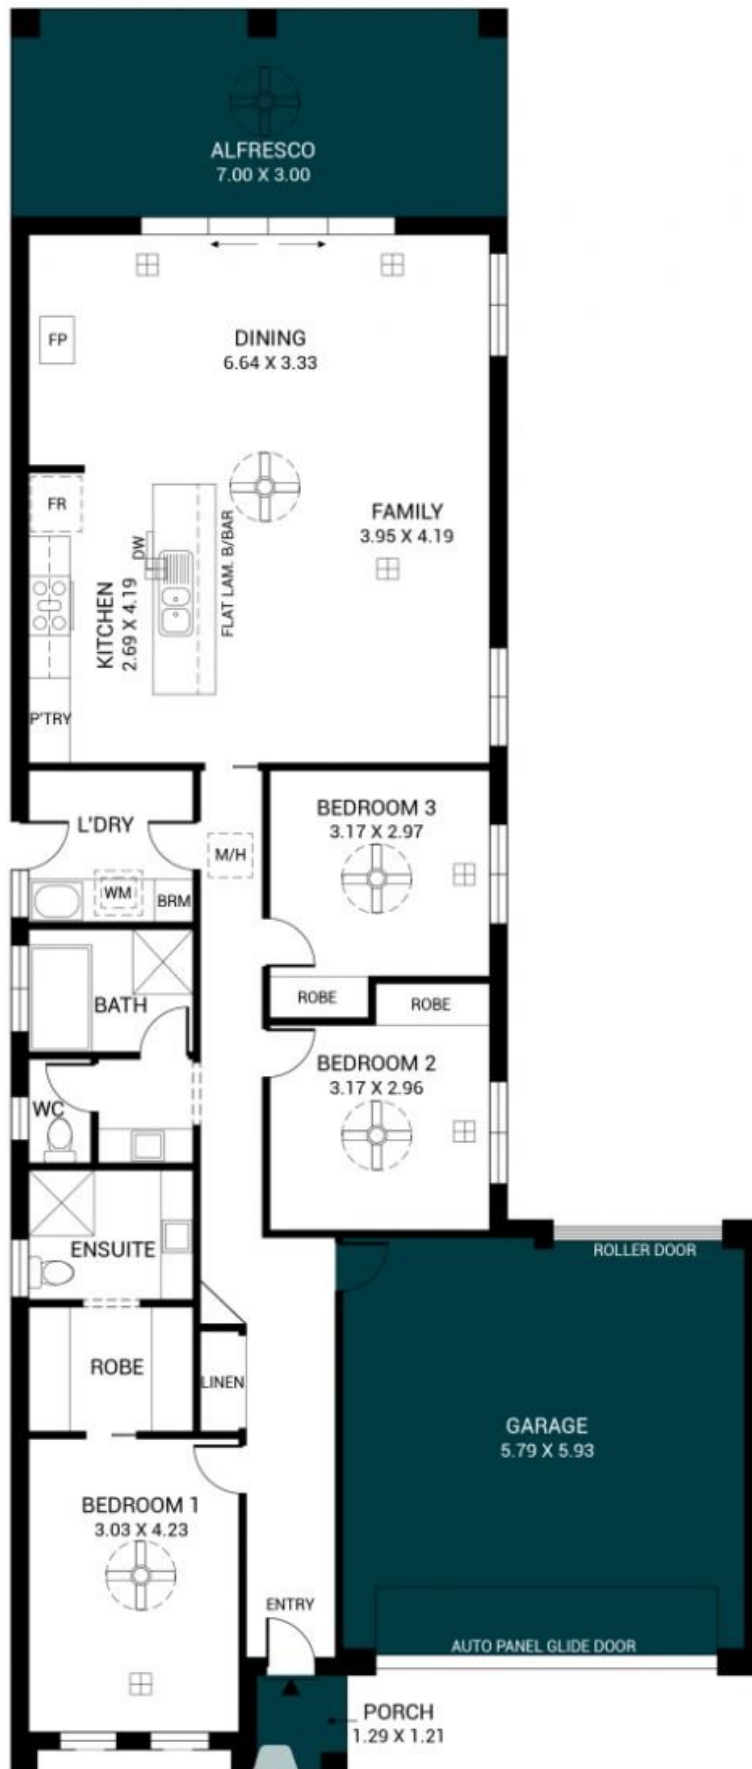 ALFRESCO
7.00 X 3.00
FP
DINING
6.64 X 3.33
FR
FAMILY
3.95 X 4.19
DW
KITCHEN
2.69 X 4.19
FLAT LAM. B/BAR
P'TRY
L'DRY
M/H
BEDROOM 3
3.17 X 2.97
WM
BRM
BATH
ROBE
ROBE
WC
BEDROOM 2
3.17 X 2.96
ENSUITE
ROLLER DOOR
ROBE
LINEN
GARAGE
5.79 X 5.93
BEDROOM 1
3.03 X 4.23
ENTRY
AUTO PANEL GLIDE DOOR
PORCH
1.29 X 1.21